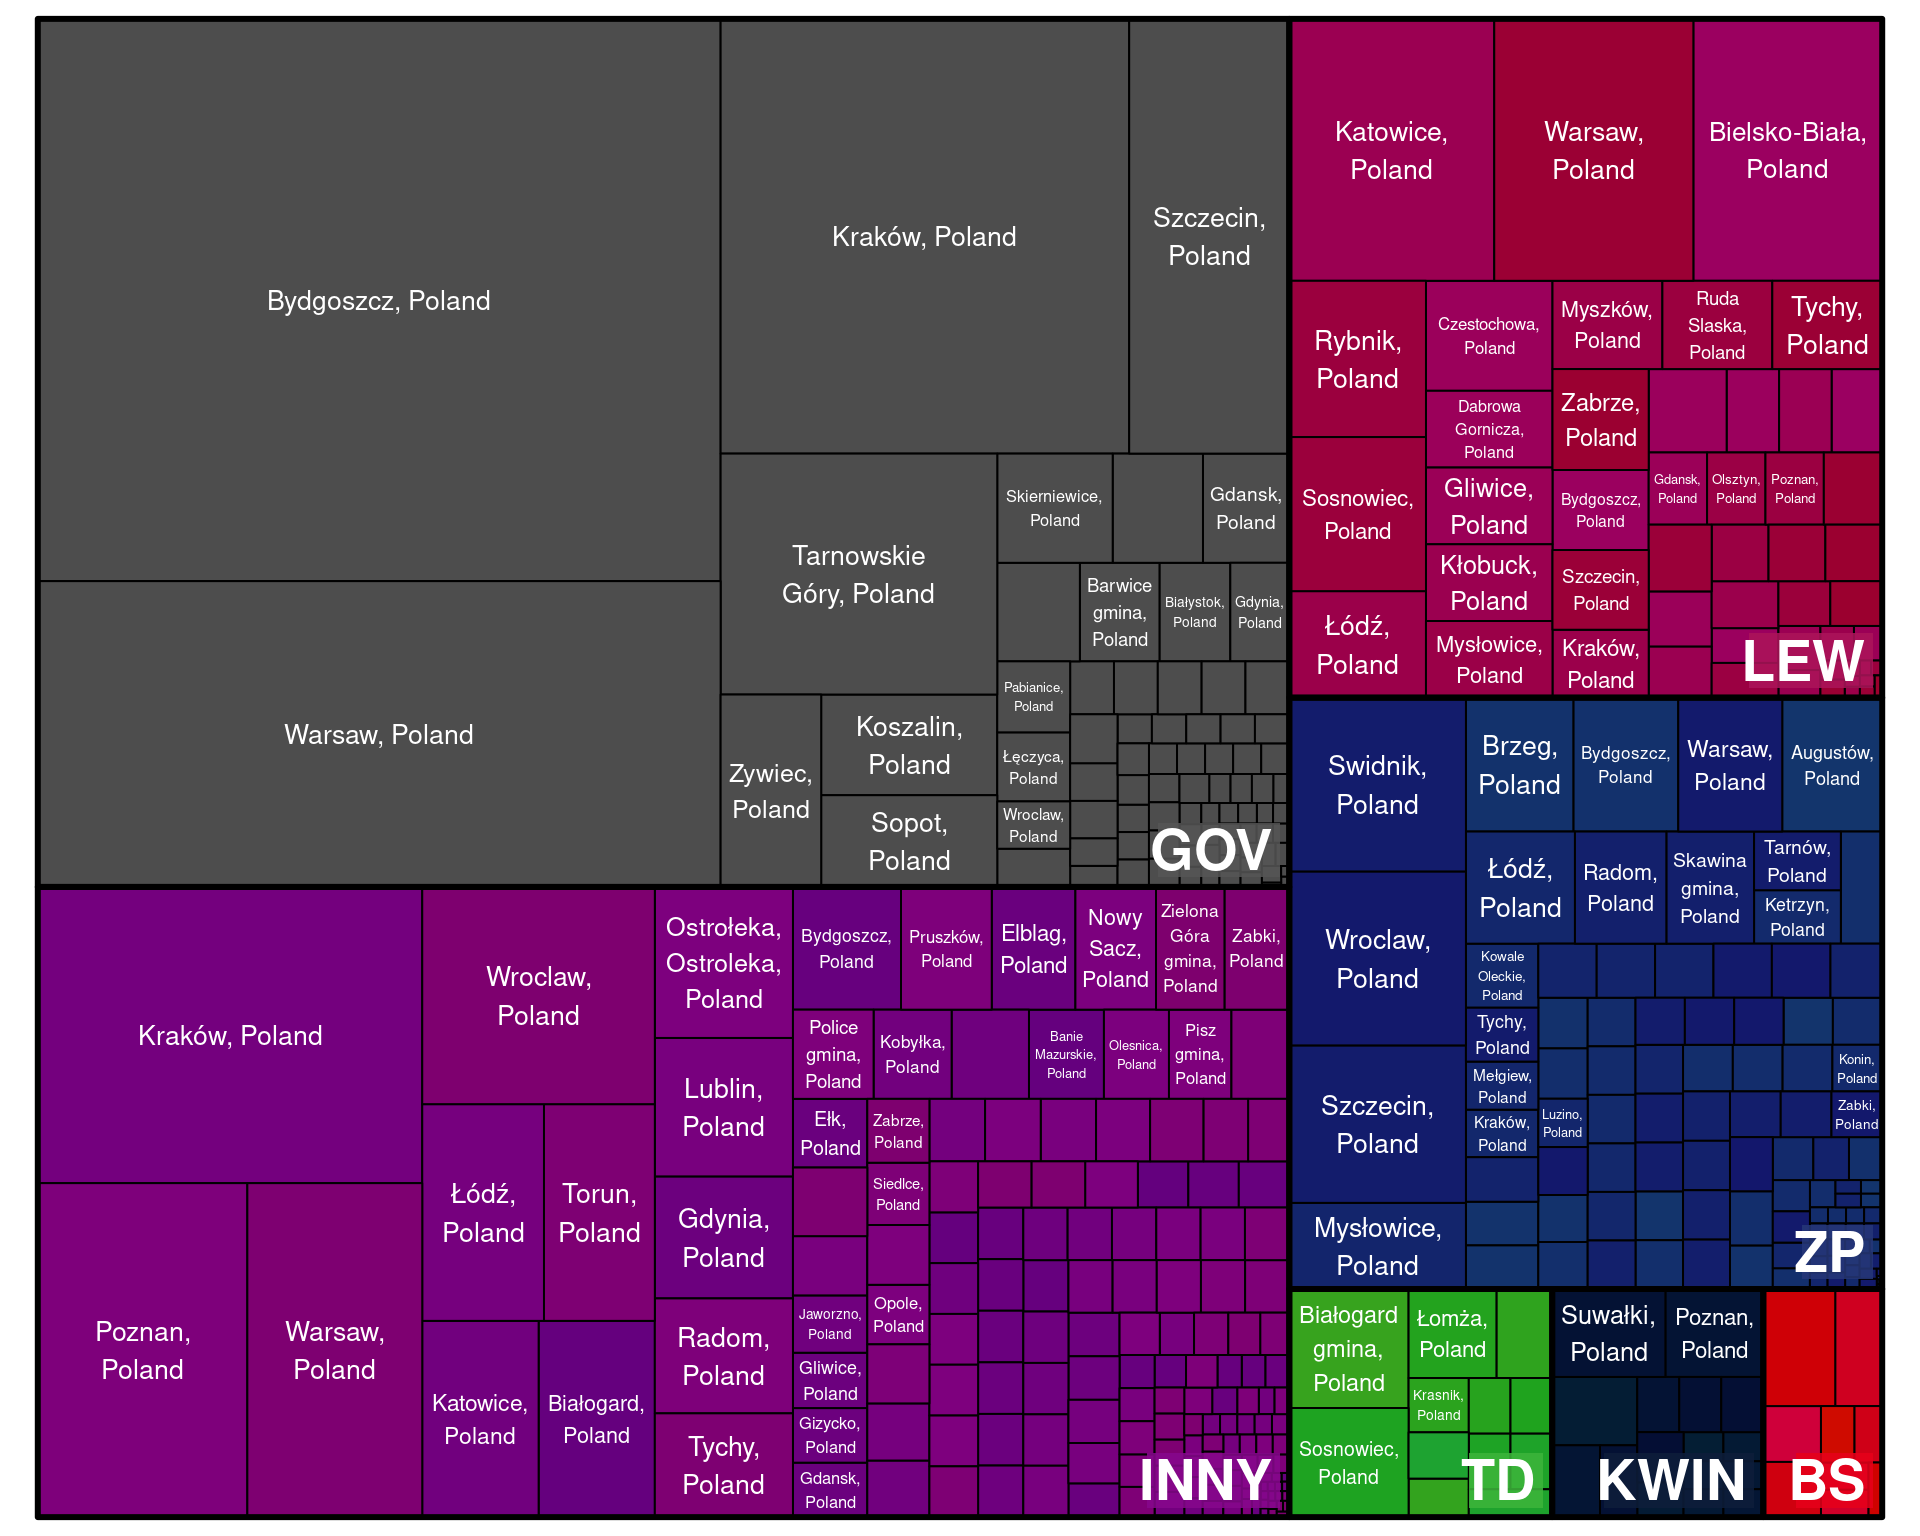 Bydgoszcz, Poland
Warsaw, Poland
Kraków, Poland
Szczecin,
Poland
Tarnowskie
Góry, Poland
Zywiec,
Poland
Koszalin,
Poland
Sopot,
Poland
Skierniewice,
Poland
Gdansk,
Poland
Barwice
gmina,
Poland
Białystok,
Poland
Gdynia,
Poland
Pabianice,
Poland
Łęczyca,
Poland
Wroclaw,
Poland
GOV
Katowice,
Poland
Warsaw,
Poland
Bielsko-Biała,
Poland
Rybnik,
Poland
Sosnowiec,
Poland
Łódź,
Poland
Czestochowa,
Poland
Dabrowa
Gornicza,
Poland
Gliwice,
Poland
Kłobuck,
Poland
Mysłowice,
Poland
Myszków,
Poland
Ruda
Slaska,
Poland
Tychy,
Poland
Zabrze,
Poland
Bydgoszcz,
Poland
Szczecin,
Poland
Kraków,
Poland
Gdansk,
Poland
Olsztyn,
Poland
Poznan,
Poland
LEW
Kraków, Poland
Poznan,
Poland
Warsaw,
Poland
Wroclaw,
Poland
Łódź,
Poland
Torun,
Poland
Katowice,
Poland
Białogard,
Poland
Ostrołeka,
Ostroleka,
Poland
Lublin,
Poland
Gdynia,
Poland
Radom,
Poland
Tychy,
Poland
Bydgoszcz,
Poland
Pruszków,
Poland
Elblag,
Poland
Nowy
Sacz,
Poland
Zielona
Góra
gmina,
Poland
Zabki,
Poland
Police
gmina,
Poland
Kobyłka,
Poland
Banie
Mazurskie,
Poland
Olesnica,
Poland
Pisz
gmina,
Poland
Ełk,
Poland
Zabrze,
Poland
Siedlce,
Poland
Jaworzno,
Poland
Opole,
Poland
Gliwice,
Poland
Gizycko,
Poland
Gdansk,
Poland
INNY
Swidnik,
Poland
Wroclaw,
Poland
Szczecin,
Poland
Mysłowice,
Poland
Brzeg,
Poland
Bydgoszcz,
Poland
Warsaw,
Poland
Augustów,
Poland
Łódź,
Poland
Radom,
Poland
Skawina
gmina,
Poland
Tarnów,
Poland
Ketrzyn,
Poland
Kowale
Oleckie,
Poland
Tychy,
Poland
Mełgiew,
Poland
Kraków,
Poland
Luzino,
Poland
Konin,
Poland
Zabki,
Poland
ZP
Białogard
gmina,
Poland
Łomża,
Poland
Krasnik,
Poland
Sosnowiec,
Poland
TD
Suwałki,
Poland
Poznan,
Poland
KWIN
BS